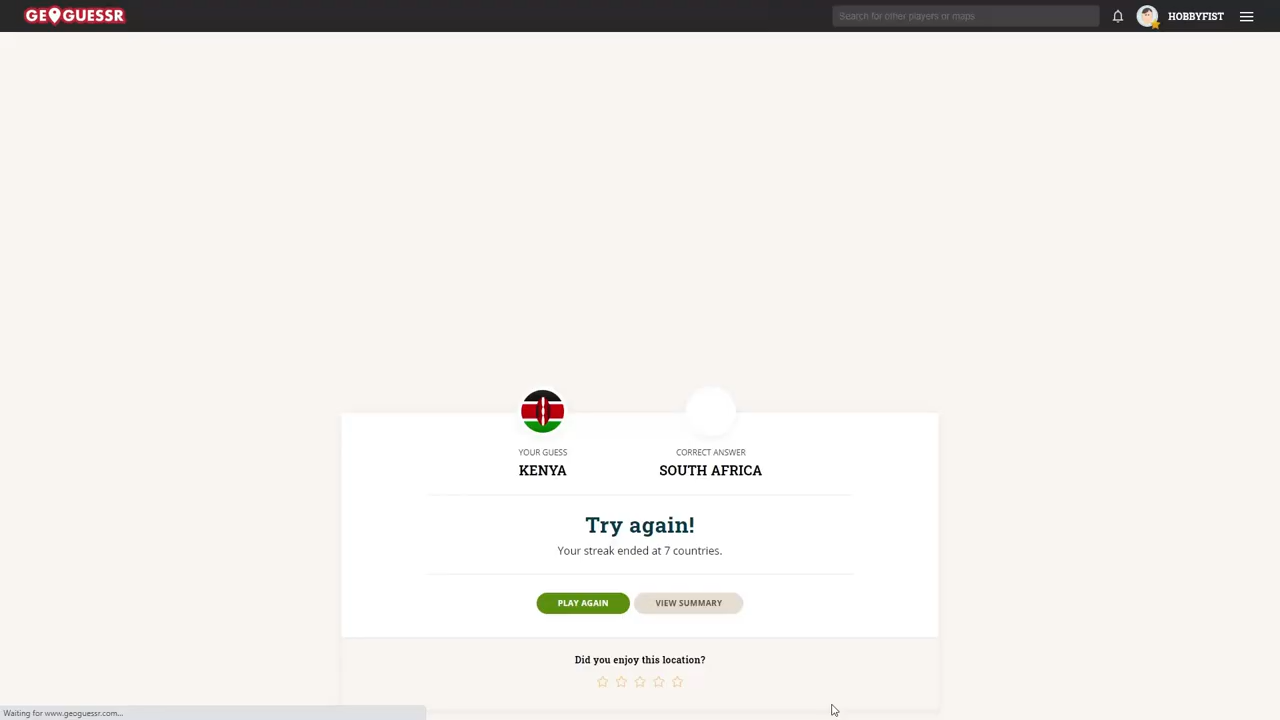 GEOGUESSR
Search for other players or maps
HOBBYFIST
YOUR GUESS
KENYA
CORRECT ANSWER
SOUTH AFRICA
Try again!
Your streak ended at 7 countries.
PLAY AGAIN
VIEW SUMMARY
Did you enjoy this location?
Waiting for www.geoguessr.com...